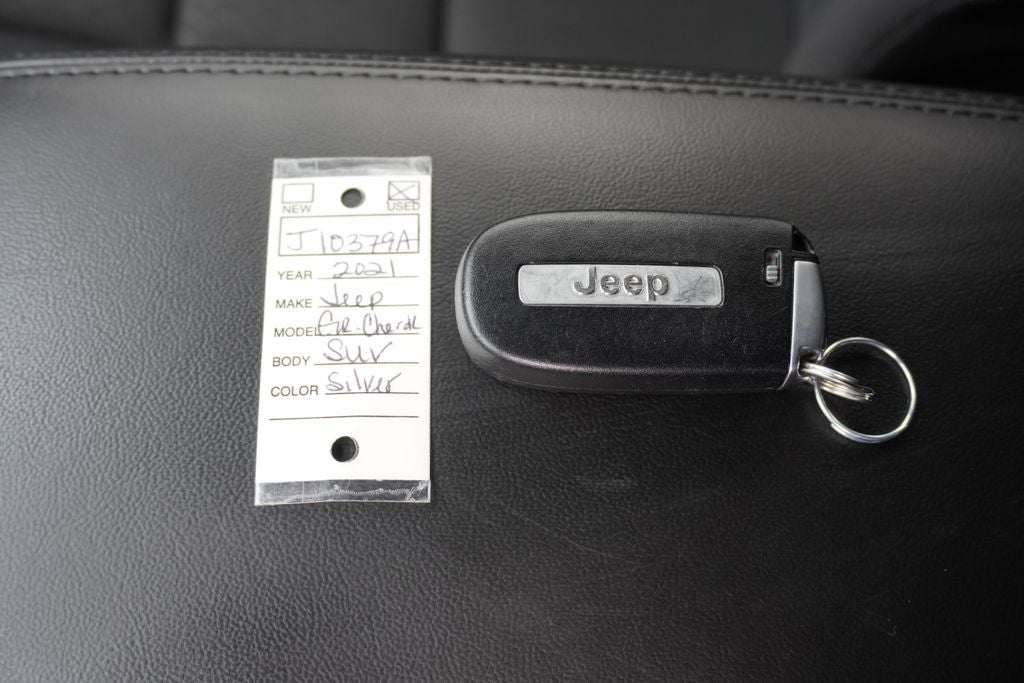 NEW USED
J10379A
YEAR 2021
MAKE Jeep
MODEL Gr. Cherok
BODY SUV
COLOR Silver
Jeep